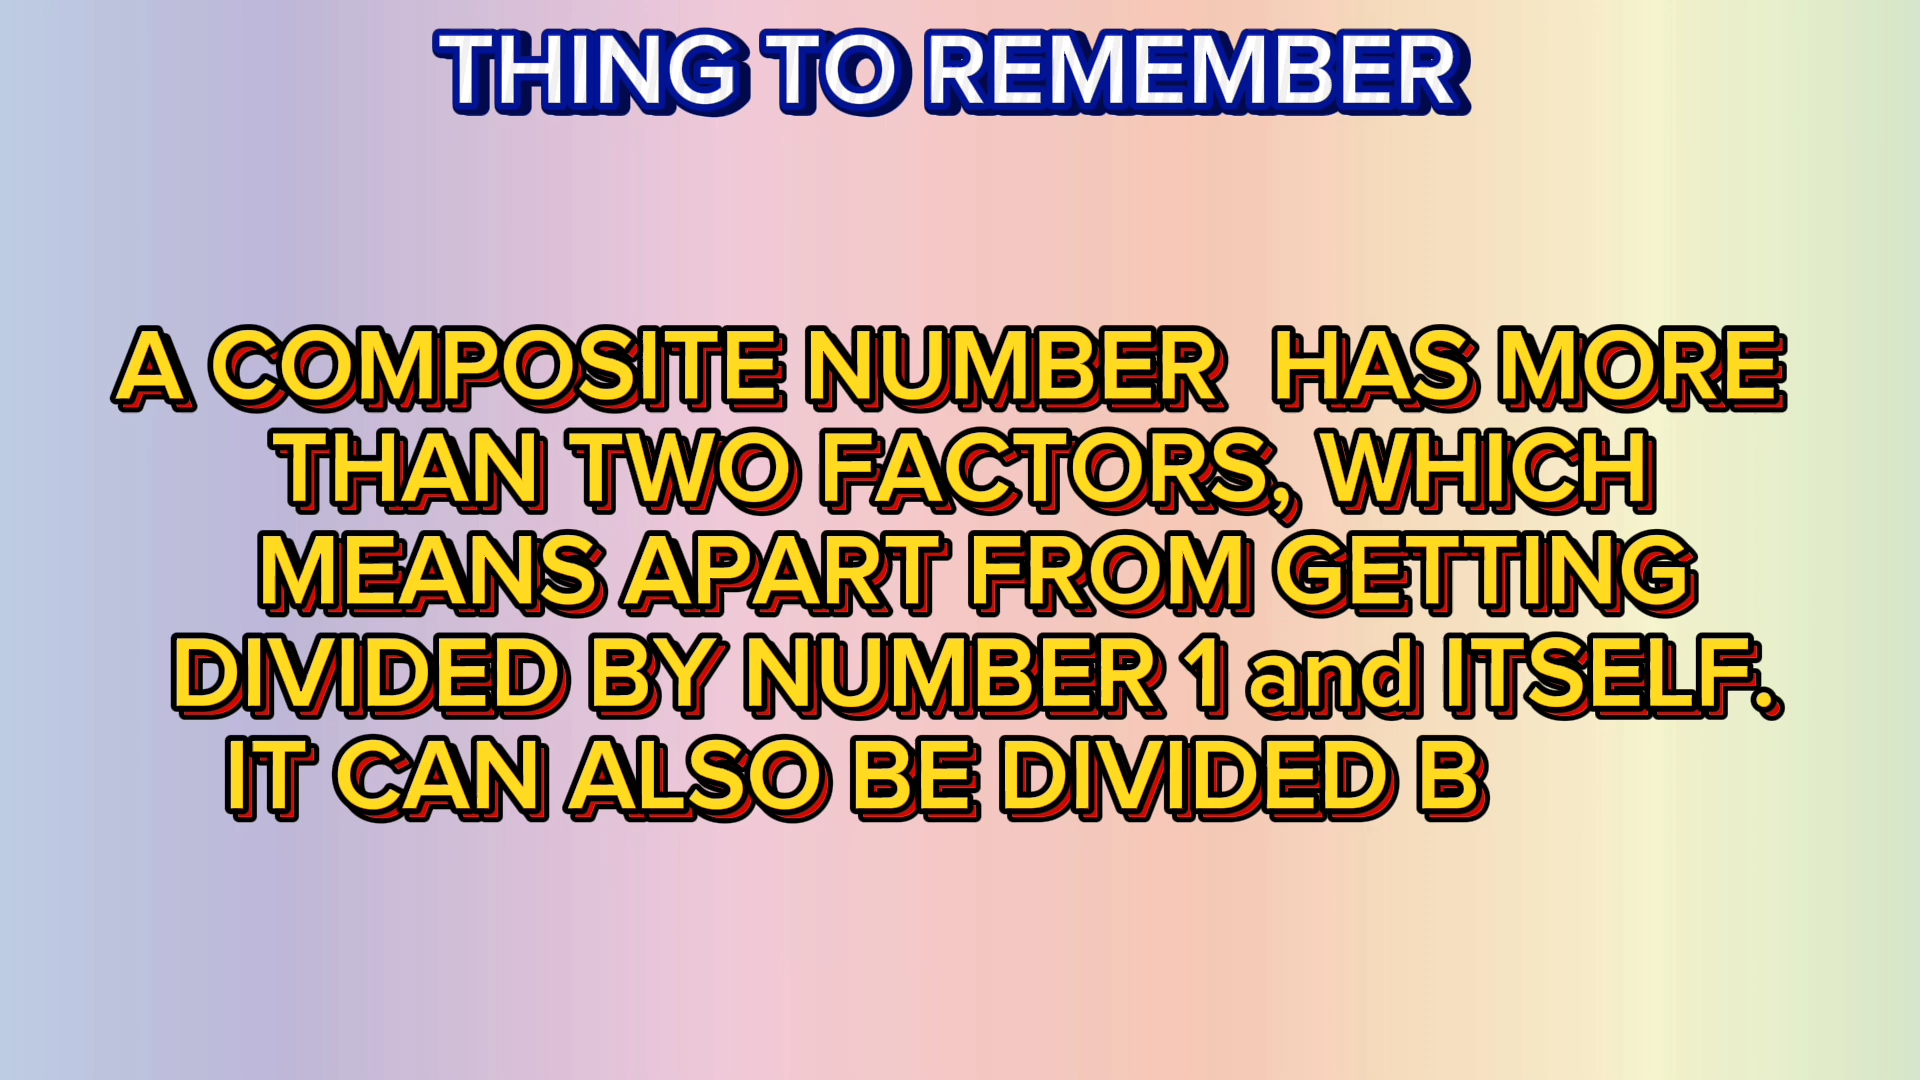 THING TO REMEMBER
A COMPOSITE NUMBER HAS MORE
THAN TWO FACTORS, WHICH
MEANS APART FROM GETTING
DIVIDED BY NUMBER 1 and ITSELF.
IT CAN ALSO BE DIVIDED B